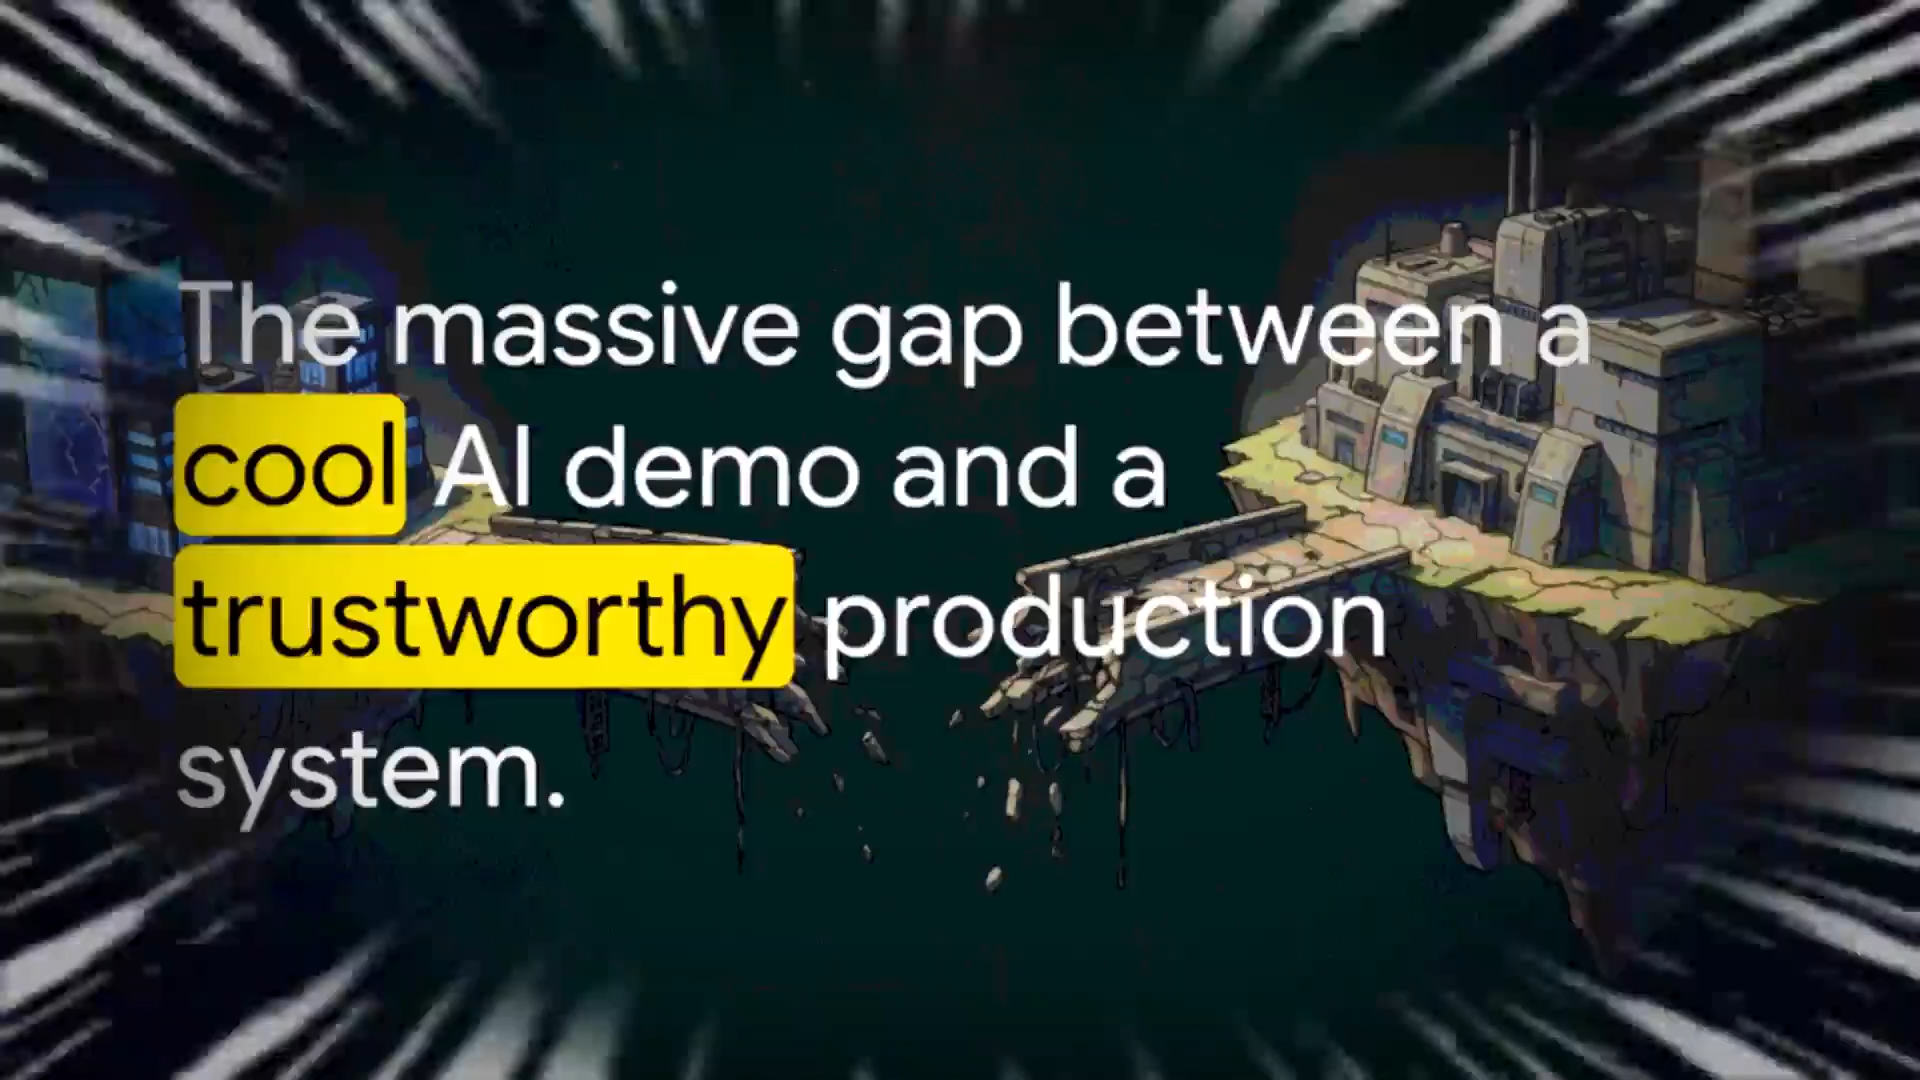 The massive gap between a
cool AI demo and a
trustworthy production
system.